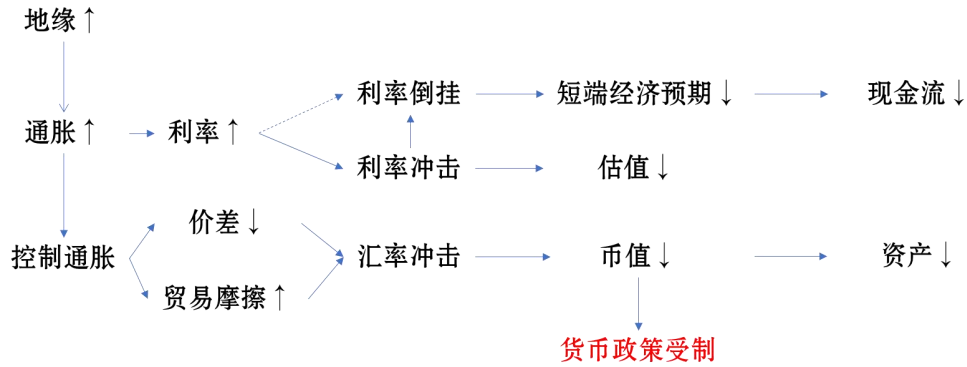 地缘↑
利率倒挂
短端经济预期↓
现金流↓
通胀↑
利率↑
利率冲击
估值↓
价差↓
控制通胀
汇率冲击
币值↓
资产↓
贸易摩擦↑
货币政策受制